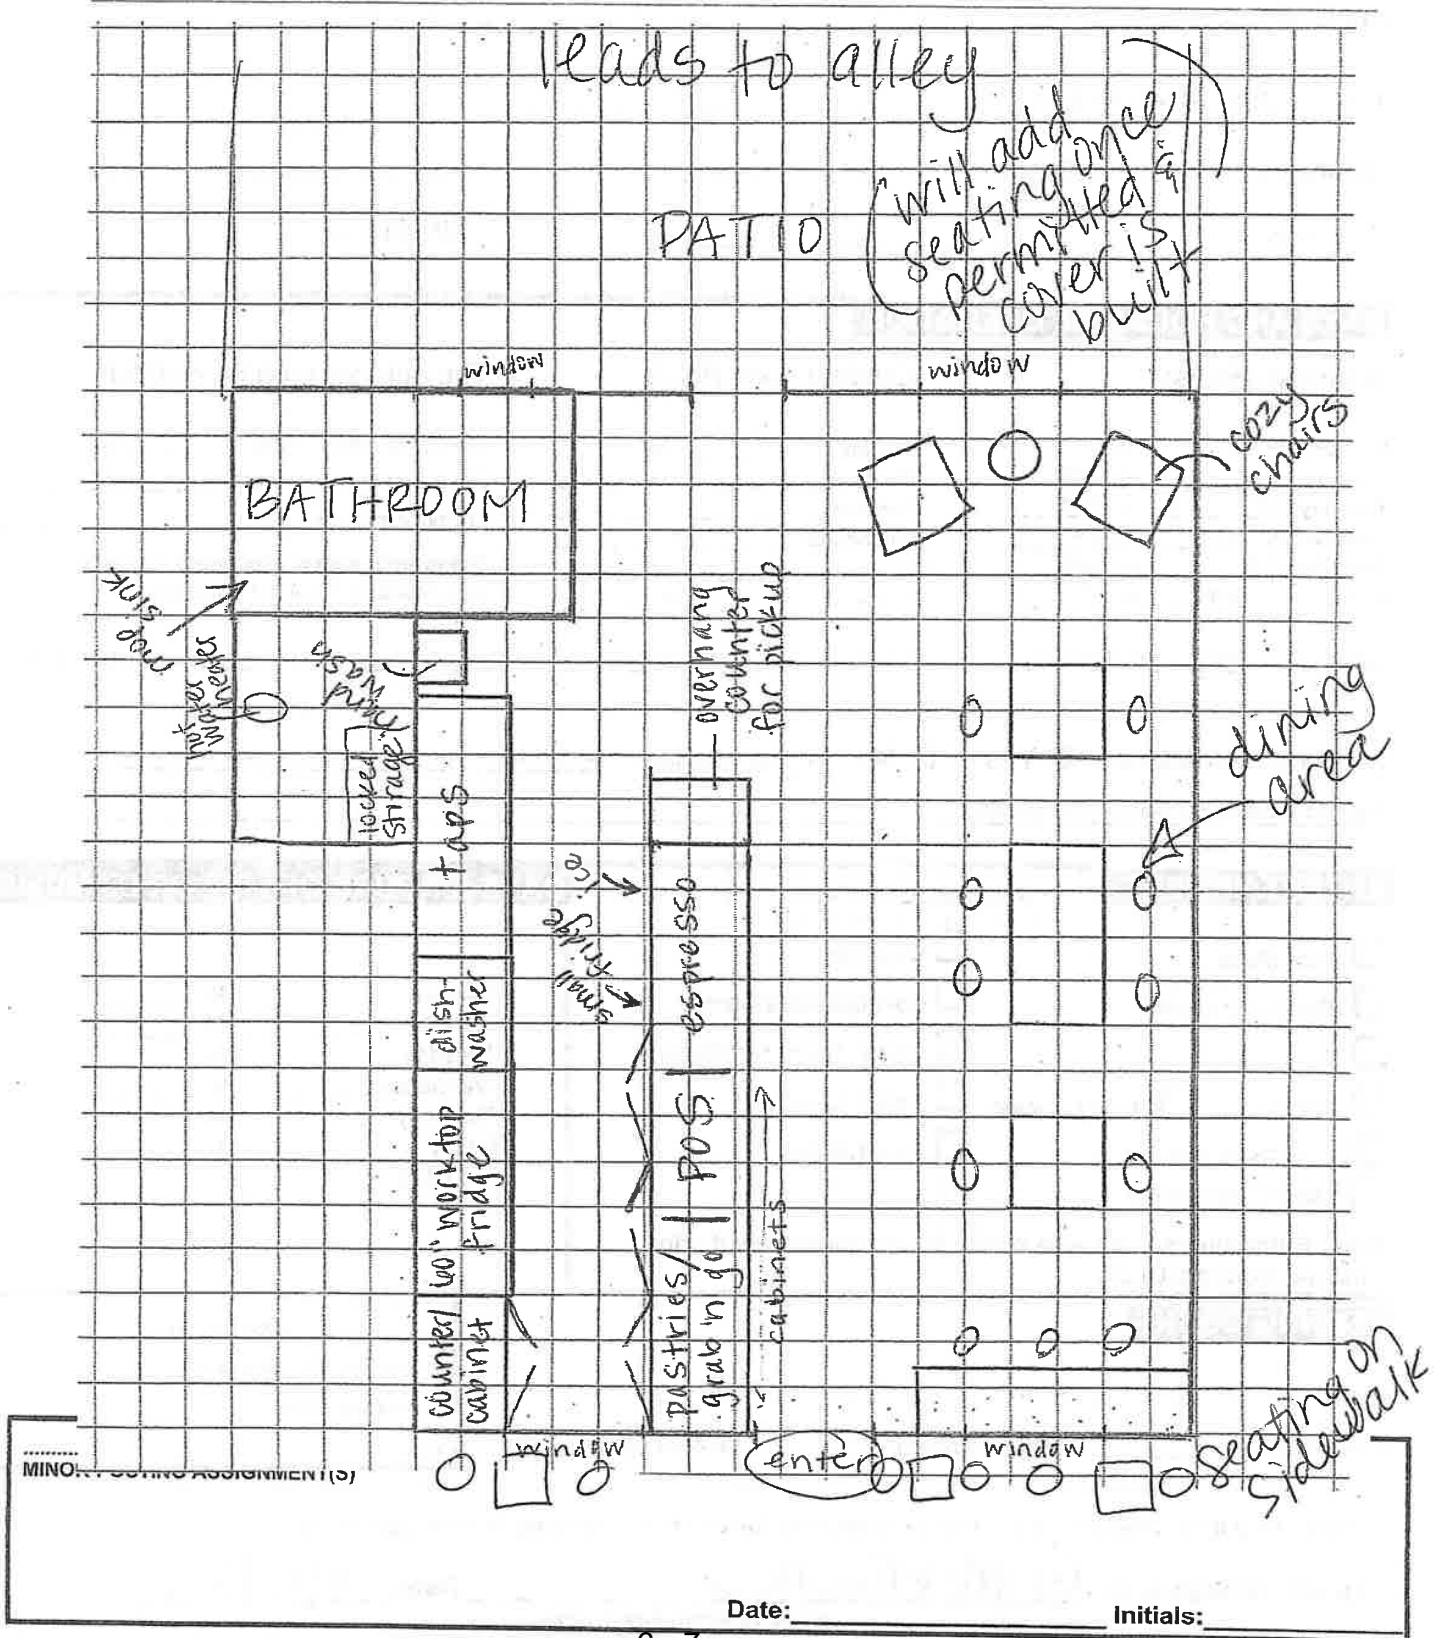 leads to alley
PATIO
(will add
seating once
permitted &
cover is
built)
window
window
cozy
chairs
BATHROOM
mop sink
hot
water
heater
hand
wash
locked
storage
taps
overhang
counter
for pickup
dining
area
ice
small
fridge
espresso
dish-
washer
POS
60" worktop
fridge
cabinets
pastries/
grab 'n go
counter/
cabinet
window
enter
window
seating on
sidewalk
Date:
Initials: